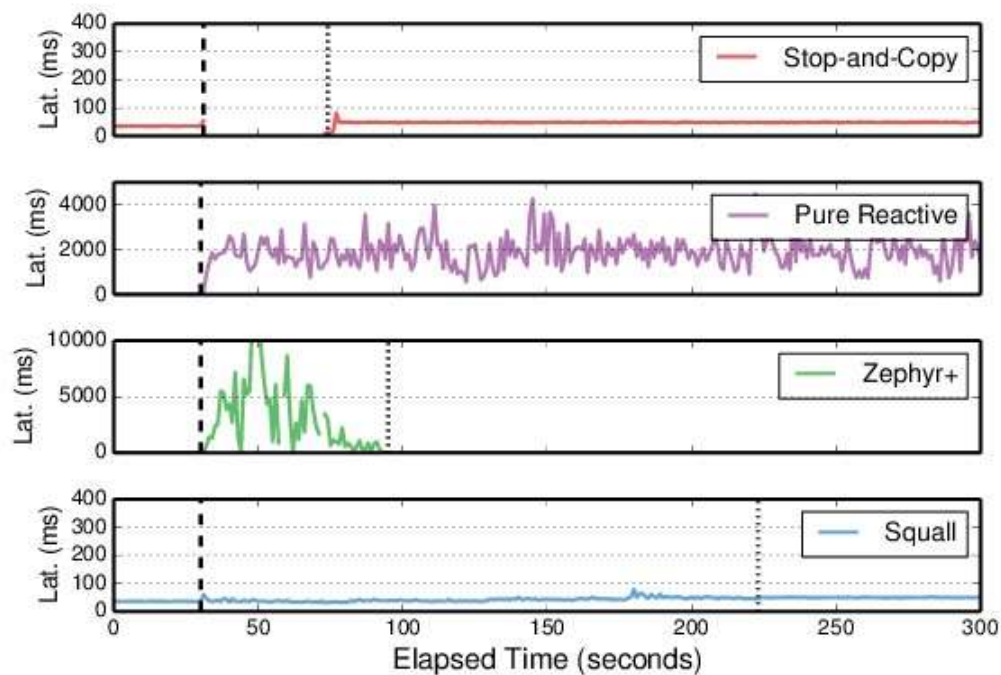 400
300
200
100
0
Lat. (ms)
Stop-and-Copy
4000
2000
0
Lat. (ms)
Pure Reactive
10000
5000
0
Lat. (ms)
Zephyr+
400
300
200
100
0
Lat. (ms)
Squall
0 50 100 150 200 250 300
Elapsed Time (seconds)